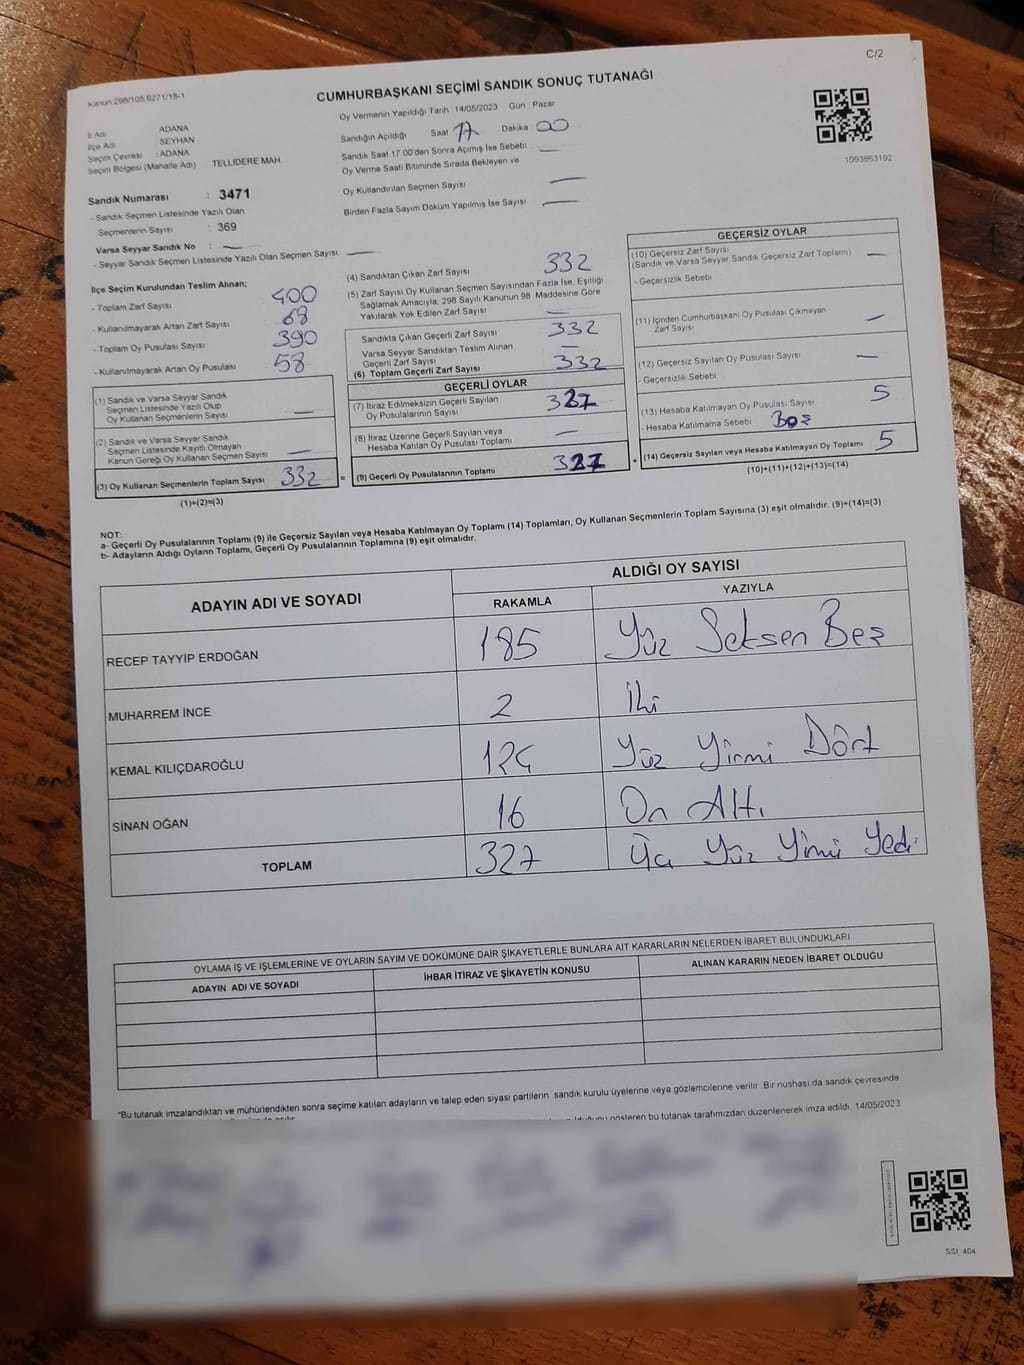 C/2
Kanun:298/105,6271/18-1
CUMHURBAŞKANI SEÇİMİ SANDIK SONUÇ TUTANAĞI
Oy Vermenin Yapıldığı Tarih : 14/05/2023 Gün : Pazar
İl Adı : ADANA
İlçe Adı : SEYHAN
Seçim Çevresi : ADANA
Seçim Bölgesi (Mahalle Adı) TELLİDERE MAH
Sandığın Açıldığı Saat 17 Dakika 00
Sandık Saat 17:00'den Sonra Açılmış İse Sebebi —
Oy Verme Saati Bitiminde Sırada Bekleyen ve
Oy Kullandırılan Seçmen Sayısı —
Birden Fazla Sayım Döküm Yapılmış İse Sayısı —
1093863192
Sandık Numarası : 3471
- Sandık Seçmen Listesinde Yazılı Olan
Seçmenlerin Sayısı : 369
Varsa Seyyar Sandık No : —
- Seyyar Sandık Seçmen Listesinde Yazılı Olan Seçmen Sayısı: —
İlçe Seçim Kurulundan Teslim Alınan;
- Toplam Zarf Sayısı 400
- Kullanılmayarak Artan Zarf Sayısı 68
- Toplam Oy Pusulası Sayısı 390
- Kullanılmayarak Artan Oy Pusulası 58
(1) Sandık ve Varsa Seyyar Sandık
Seçmen Listesinde Yazılı Olup
Oy Kullanan Seçmenlerin Sayısı —
(2) Sandık ve Varsa Seyyar Sandık
Seçmen Listesinde Kayıtlı Olmayan
Kanun Gereği Oy Kullanan Seçmen Sayısı —
(3) Oy Kullanan Seçmenlerin Toplam Sayısı 332 =
(1)+(2)=(3)
(4) Sandıktan Çıkan Zarf Sayısı 332
(5) Zarf Sayısı Oy Kullanan Seçmen Sayısından Fazla İse, Eşitliği
Sağlamak Amacıyla, 298 Sayılı Kanunun 98. Maddesine Göre
Yakılarak Yok Edilen Zarf Sayısı —
Sandıkta Çıkan Geçerli Zarf Sayısı 332
Varsa Seyyar Sandıktan Teslim Alınan
Geçerli Zarf Sayısı —
(6) Toplam Geçerli Zarf Sayısı 332
GEÇERLİ OYLAR
(7) İtiraz Edilmeksizin Geçerli Sayılan
Oy Pusulalarının Sayısı 327
(8) İtiraz Üzerine Geçerli Sayılan veya
Hesaba Katılan Oy Pusulası Toplamı —
(9) Geçerli Oy Pusulalarının Toplamı 327 +
GEÇERSİZ OYLAR
(10) Geçersiz Zarf Sayısı
(Sandık ve Varsa Seyyar Sandık Geçersiz Zarf Toplamı) —
- Geçersizlik Sebebi
(11) İçinden Cumhurbaşkanı Oy Pusulası Çıkmayan
Zarf Sayısı —
(12) Geçersiz Sayılan Oy Pusulası Sayısı —
- Geçersizlik Sebebi
(13) Hesaba Katılmayan Oy Pusulası Sayısı 5
- Hesaba Katılmama Sebebi Boş
(14) Geçersiz Sayılan veya Hesaba Katılmayan Oy Toplamı 5
(10)+(11)+(12)+(13)=(14)
NOT:
a- Geçerli Oy Pusulalarının Toplamı (9) ile Geçersiz Sayılan veya Hesaba Katılmayan Oy Toplamı (14) Toplamları, Oy Kullanan Seçmenlerin Toplam Sayısına (3) eşit olmalıdır. (9)+(14)=(3)
b- Adayların Aldığı Oyların Toplamı, Geçerli Oy Pusulalarının Toplamına (9) eşit olmalıdır.
ADAYIN ADI VE SOYADI
ALDIĞI OY SAYISI
RAKAMLA YAZIYLA
RECEP TAYYİP ERDOĞAN 185 Yüz Seksen Beş
MUHARREM İNCE 2 İki
KEMAL KILIÇDAROĞLU 124 Yüz Yirmi Dört
SİNAN OĞAN 16 On Altı
TOPLAM 327 Üç Yüz Yirmi Yedi
OYLAMA İŞ VE İŞLEMLERİNE VE OYLARIN SAYIM VE DÖKÜMÜNE DAİR ŞİKAYETLERLE BUNLARA AİT KARARLARIN NELERDEN İBARET BULUNDUKLARI
ADAYIN ADI VE SOYADI İHBAR İTİRAZ VE ŞİKAYETİN KONUSU ALINAN KARARIN NEDEN İBARET OLDUĞU
*Bu tutanak imzalandıktan ve mühürlendikten sonra seçime katılan adayların ve talep eden siyasi partilerin sandık kurulu üyelerine veya gözlemcilerine verilir. Bir nüshası da sandık çevresinde
gösteren bu tutanak tarafımızdan düzenlenerek imza edildi. 14/05/2023
SSI_404